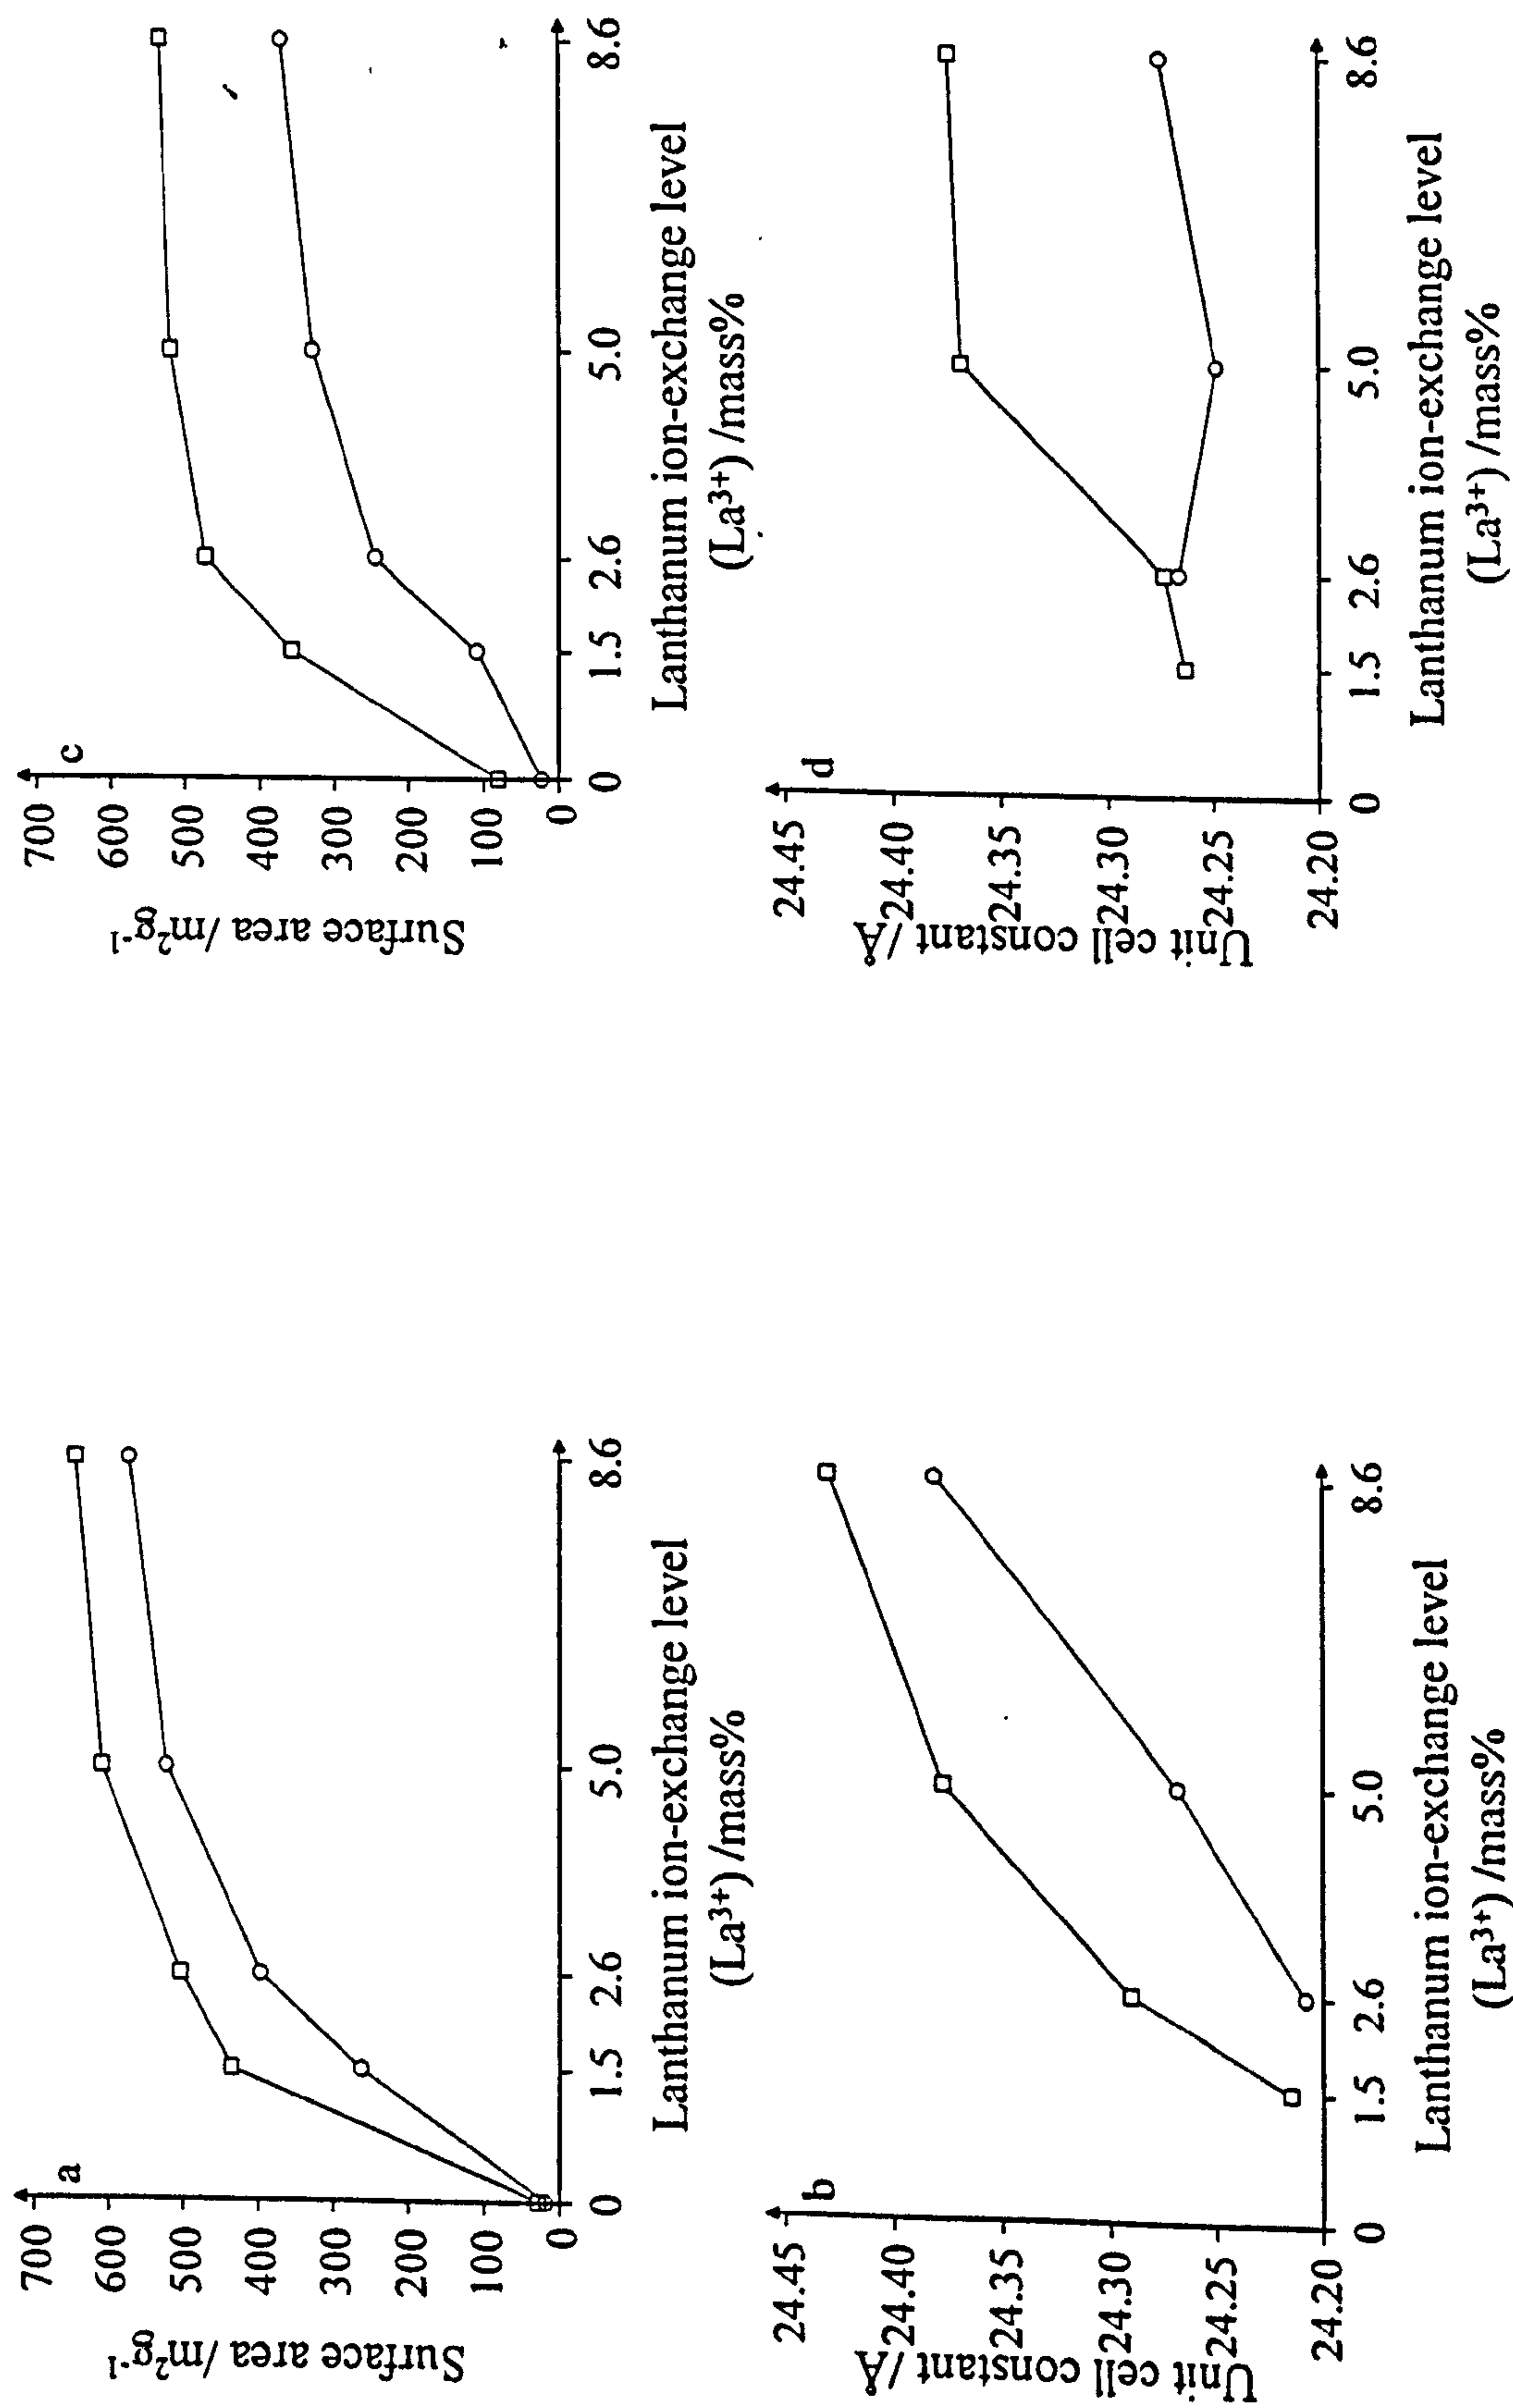 a
700
600
500
400
300
200
100
0
Surface area /m²g⁻¹
0 1.5 2.6 5.0 8.6
Lanthanum ion-exchange level
(La³⁺) /mass%
c
700
600
500
400
300
200
100
0
Surface area /m²g⁻¹
0 1.5 2.6 5.0 8.6
Lanthanum ion-exchange level
(La³⁺) /mass%
b
24.45
24.40
24.35
24.30
24.25
24.20
Unit cell constant /Å
0 1.5 2.6 5.0 8.6
Lanthanum ion-exchange level
(La³⁺) /mass%
d
24.45
24.40
24.35
24.30
24.25
24.20
Unit cell constant /Å
0 1.5 2.6 5.0 8.6
Lanthanum ion-exchange level
(La³⁺) /mass%